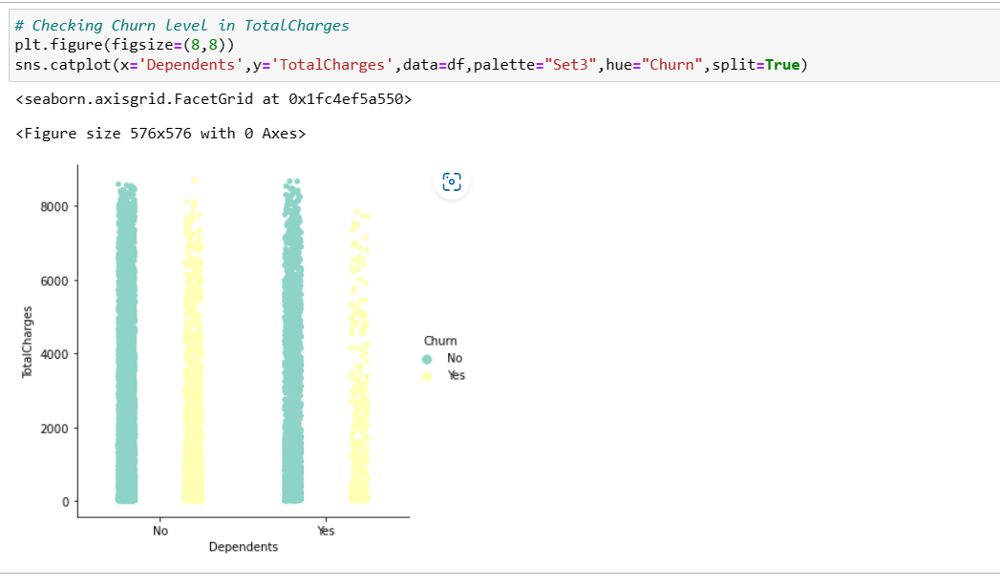 # Checking Churn level in TotalCharges
plt.figure(figsize=(8,8))
sns.catplot(x='Dependents',y='TotalCharges',data=df,palette="Set3",hue="Churn",split=True)
<seaborn.axisgrid.FacetGrid at 0x1fc4ef5a550>
<Figure size 576x576 with 0 Axes>
8000
6000
4000
2000
0
TotalCharges
Churn
No
Yes
No Yes
Dependents